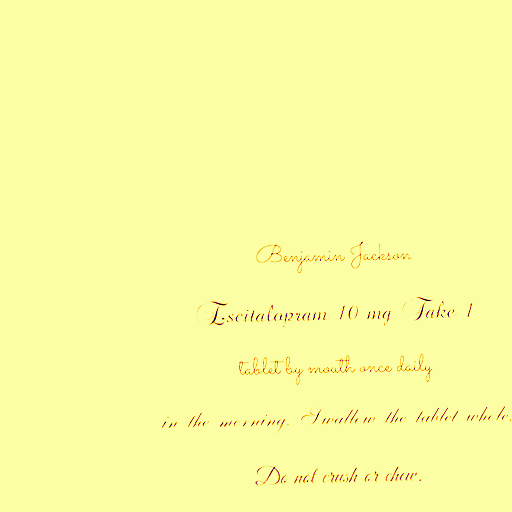 Benjamin Jackson
Escitalopram 10 mg Take 1
tablet by mouth once daily
in the morning. Swallow the tablet whole.
Do not crush or chew.